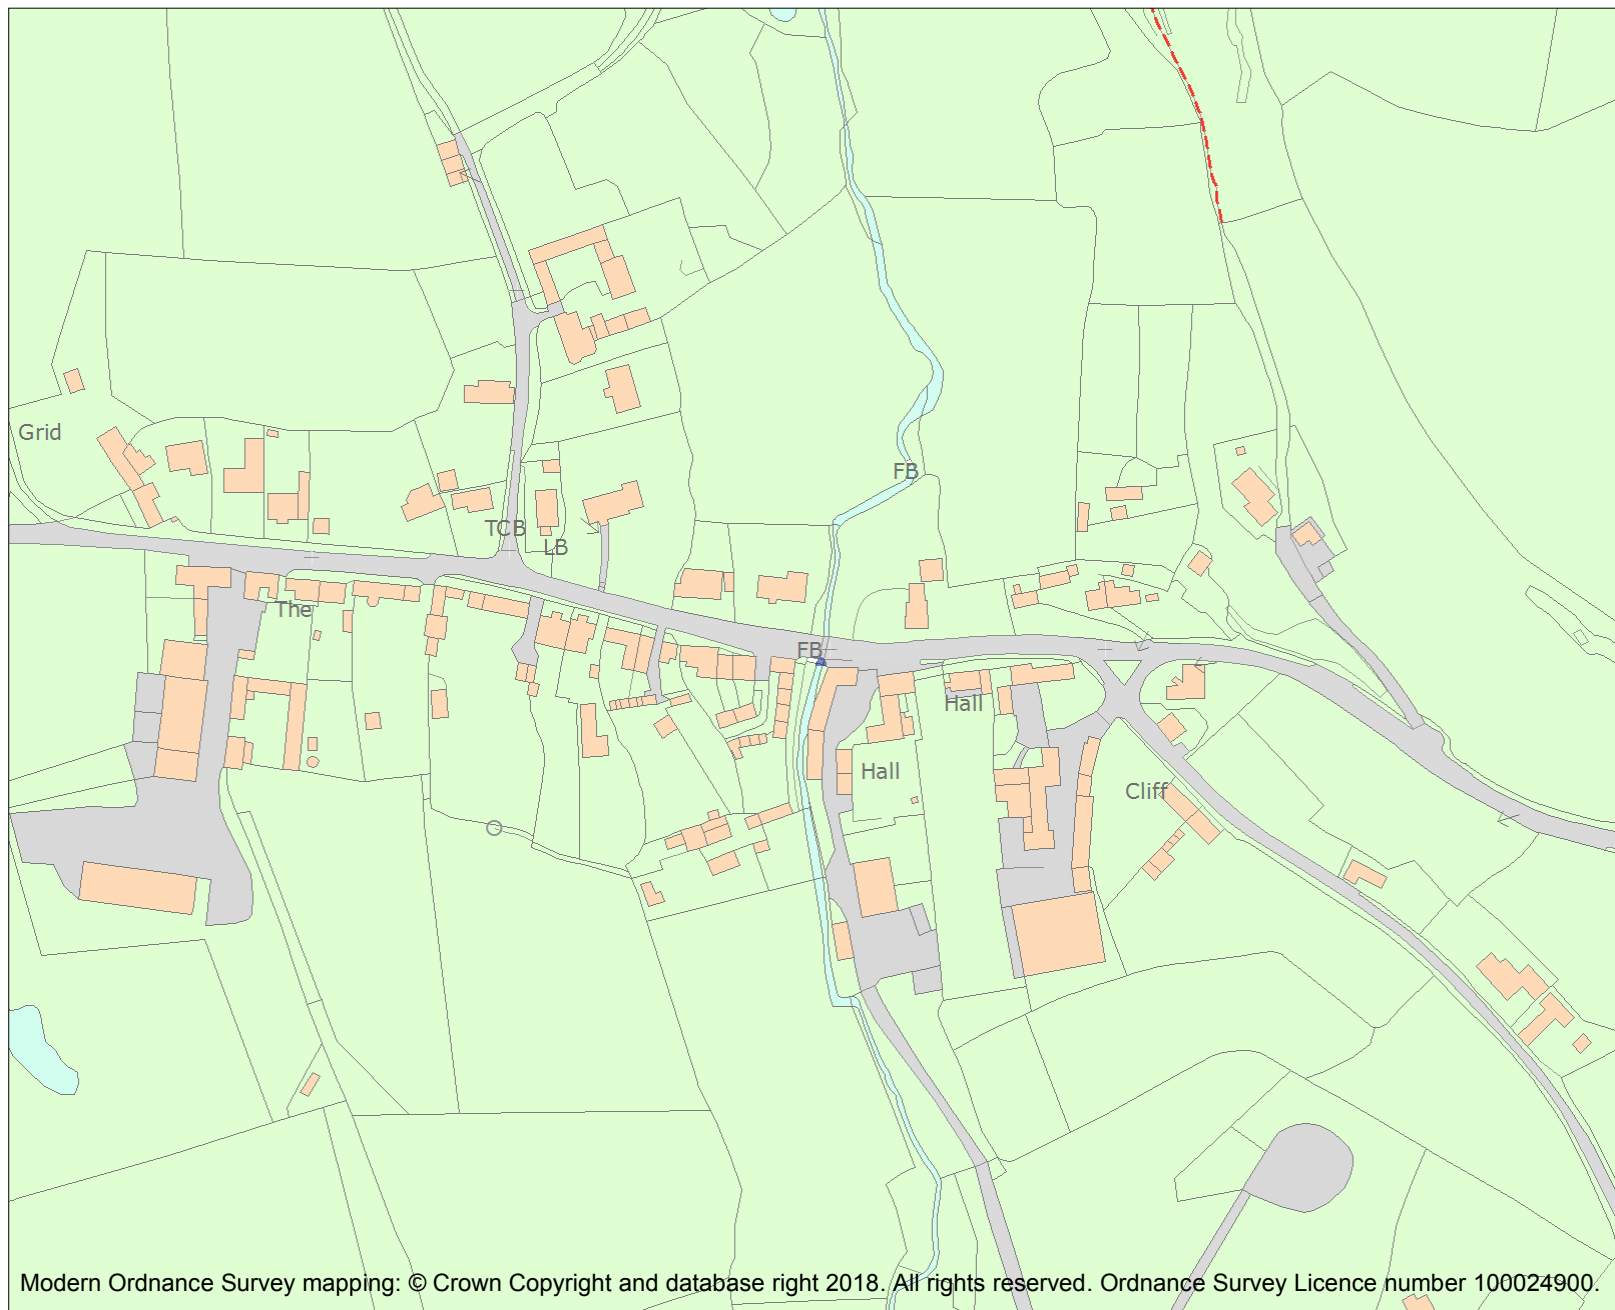 Grid
FB
TCB
LB
The
FB
Hall
Hall
Cliff
Modern Ordnance Survey mapping: © Crown Copyright and database right 2018. All rights reserved. Ordnance Survey Licence number 100024900.